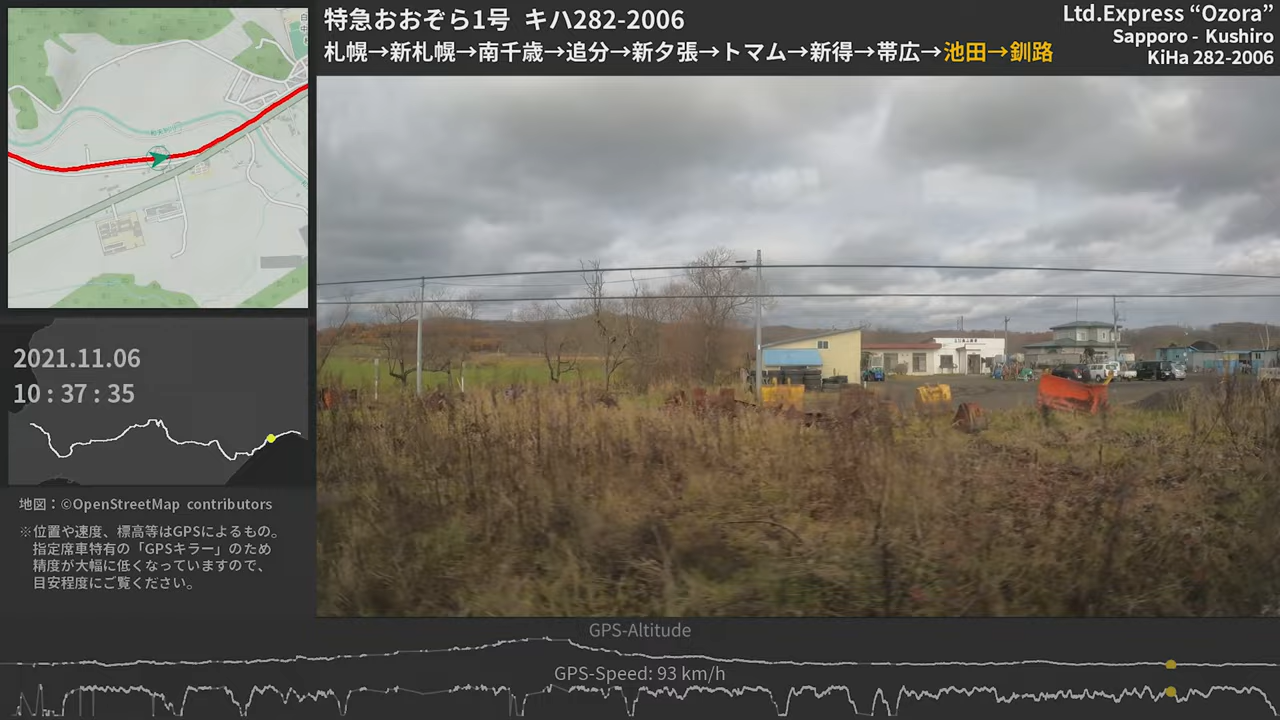 特急おおぞら1号 キハ282-2006
札幌→新札幌→南千歳→追分→新夕張→トマム→新得→帯広→池田→釧路
Ltd.Express “Ozora”
Sapporo - Kushiro
KiHa 282-2006
2021.11.06
10 : 37 : 35
地図：©OpenStreetMap contributors
※位置や速度、標高等はGPSによるもの。
指定席車特有の「GPSキラー」のため
精度が大幅に低くなっていますので、
目安程度にご覧ください。
GPS-Altitude
GPS-Speed: 93 km/h